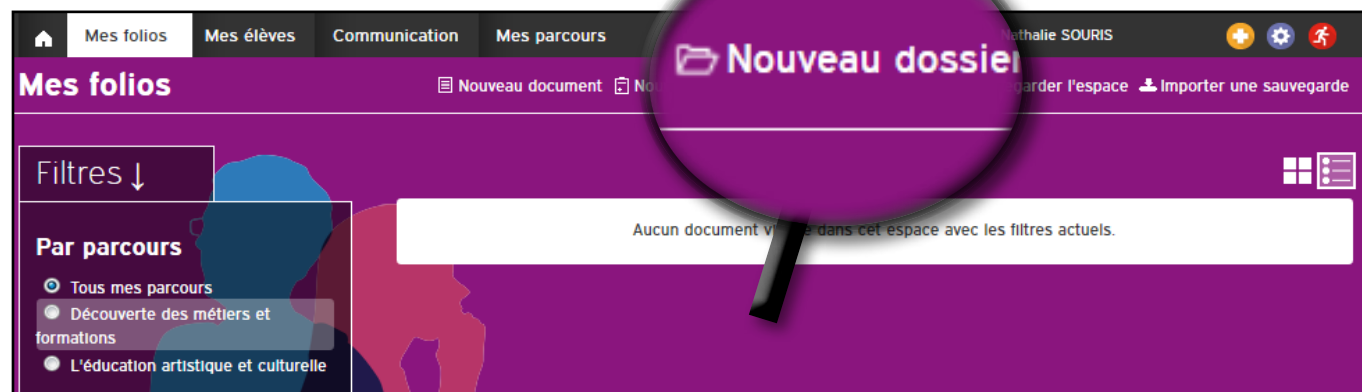 Mes folios Mes élèves Communication Mes parcours Nathalie SOURIS
Mes folios Nouveau document Nouveau dossier l'espace Importer une sauvegarde
Filtres ↓
Aucun document dans cet espace avec les filtres actuels.
Par parcours
Tous mes parcours
Découverte des métiers et
formations
L'éducation artistique et culturelle